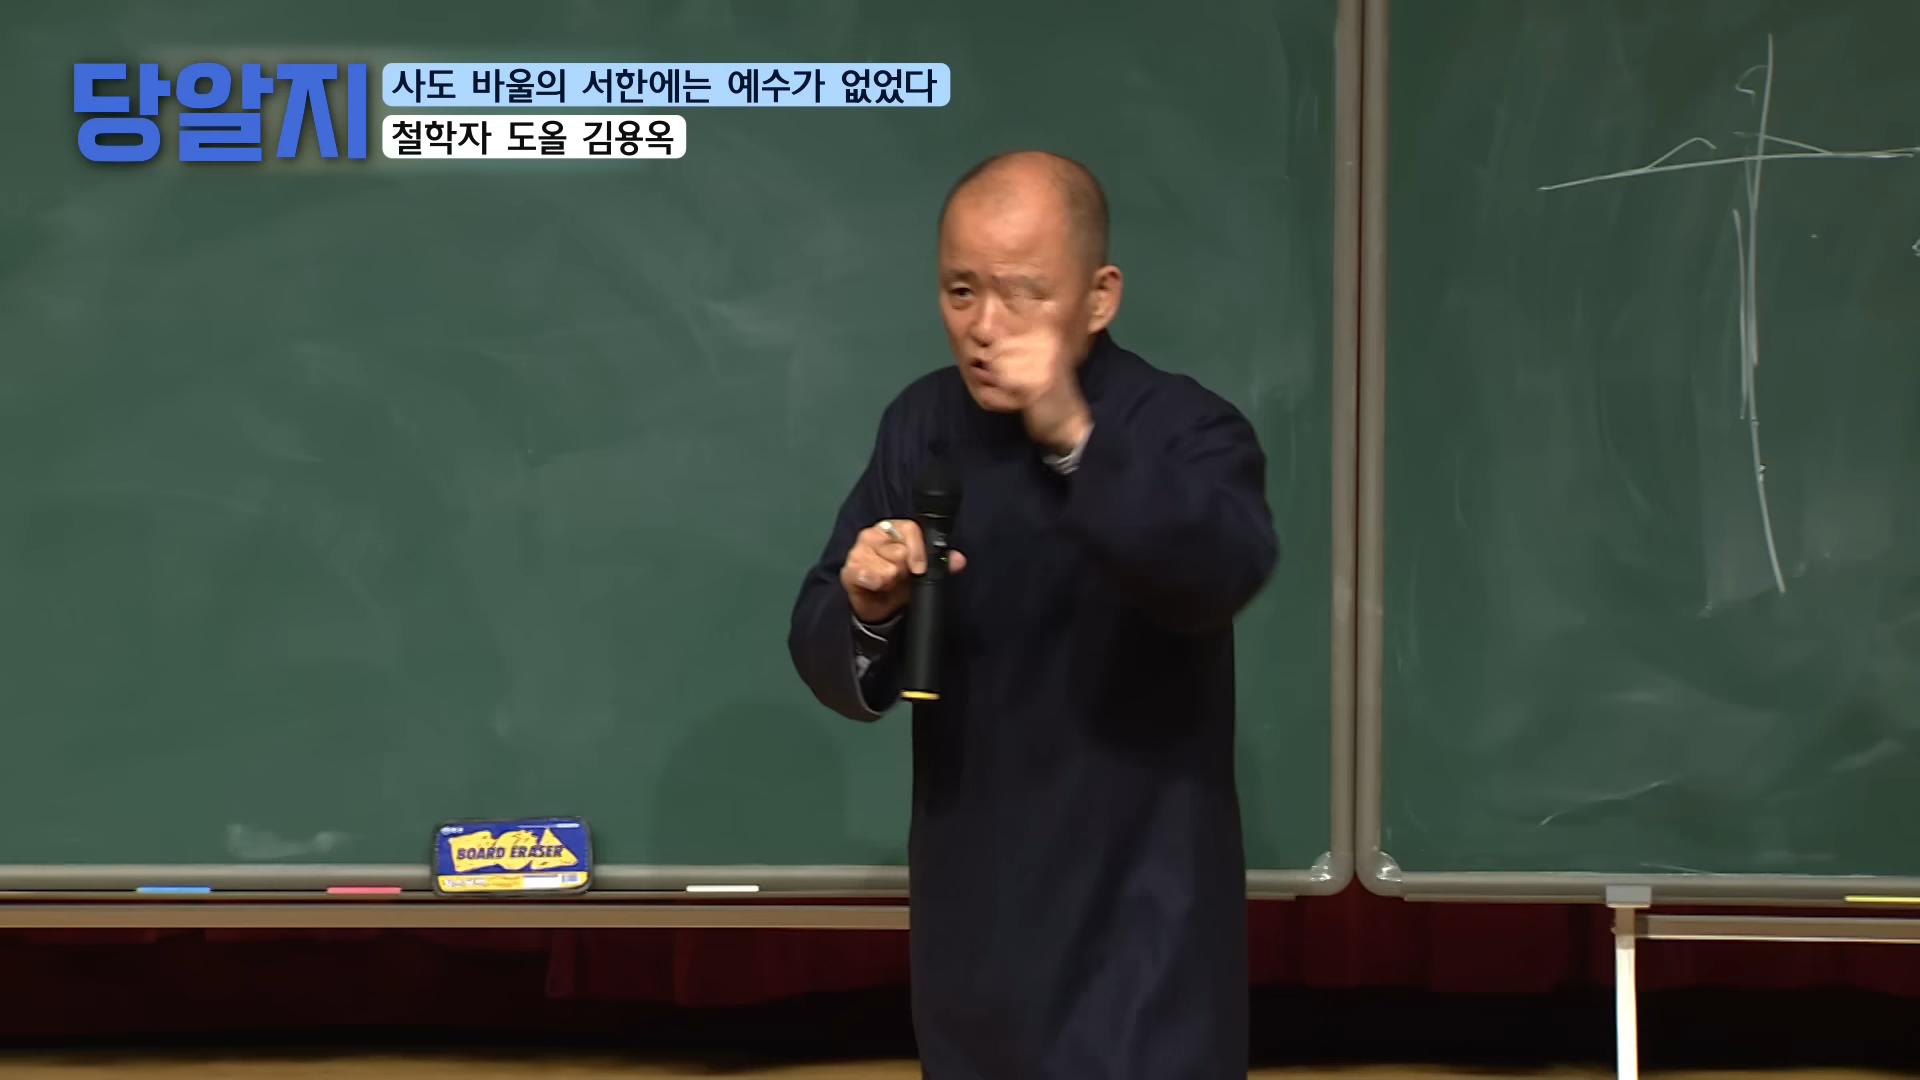 당알지
사도 바울의 서한에는 예수가 없었다
철학자 도올 김용옥
BOARD ERASER